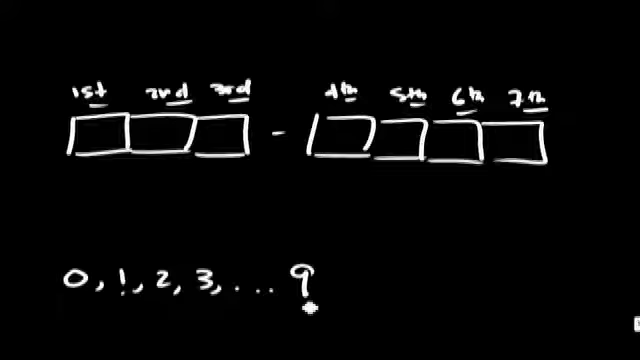 1st 2nd 3rd - 4th 5th 6th 7th
0, 1, 2, 3, .... 9